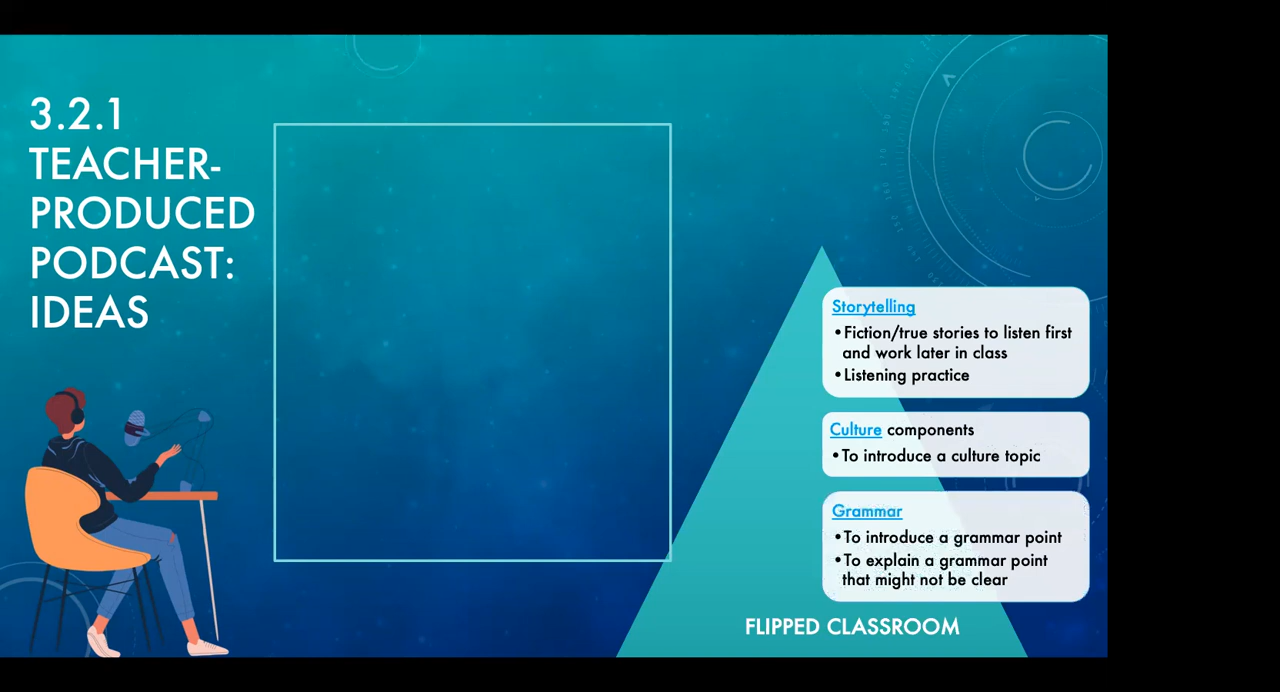 3.2.1
TEACHER-
PRODUCED
PODCAST:
IDEAS
Storytelling
•Fiction/true stories to listen first
and work later in class
•Listening practice
Culture components
•To introduce a culture topic
Grammar
•To introduce a grammar point
•To explain a grammar point
that might not be clear
FLIPPED CLASSROOM